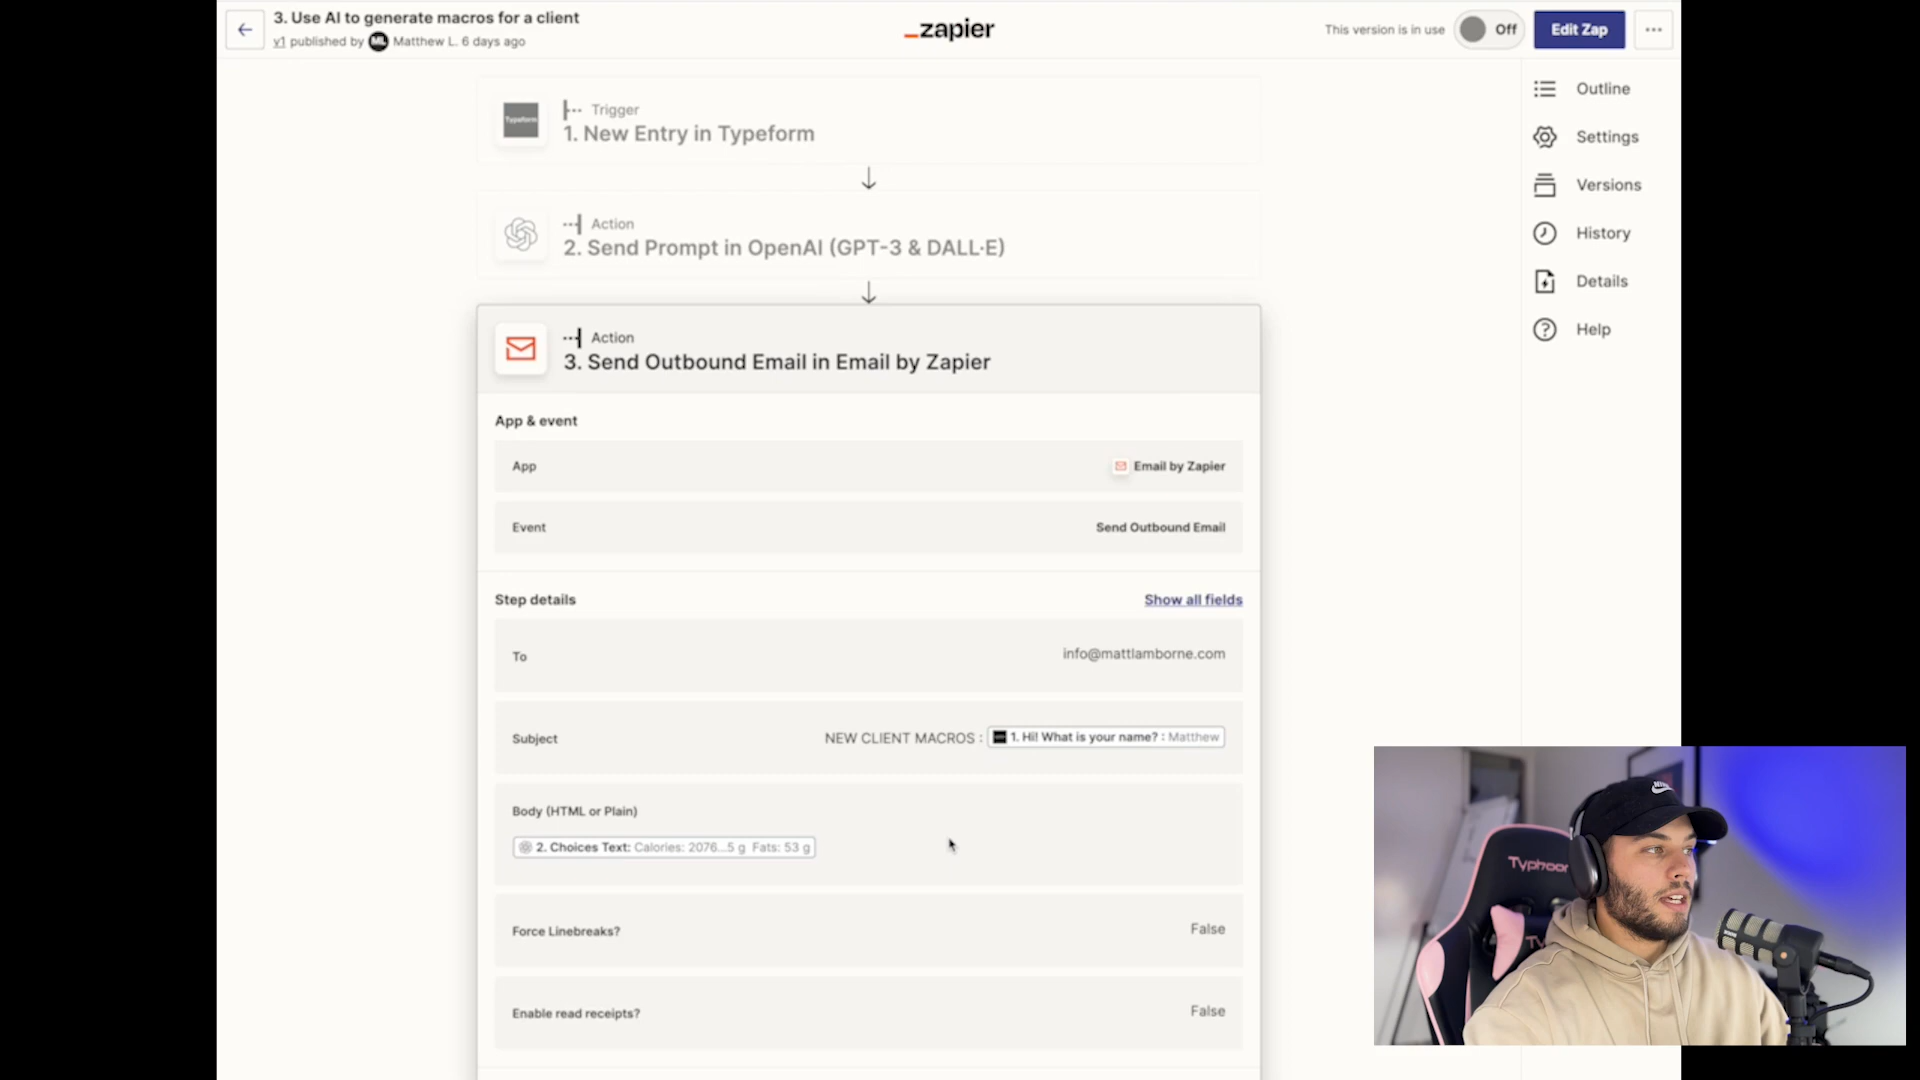 3. Use AI to generate macros for a client
v1 published by ML Matthew L. 6 days ago
_zapier
This version is in use
Off
Edit Zap
Outline
Settings
Versions
History
Details
Help
Typeform
Trigger
1. New Entry in Typeform
Action
2. Send Prompt in OpenAI (GPT-3 & DALL·E)
Action
3. Send Outbound Email in Email by Zapier
App & event
App
Email by Zapier
Event
Send Outbound Email
Step details
Show all fields
To
info@mattlamborne.com
Subject
NEW CLIENT MACROS : 1. Hi! What is your name? : Matthew
Body (HTML or Plain)
2. Choices Text: Calories: 2076...5 g Fats: 53 g
Force Linebreaks?
False
Enable read receipts?
False
Typhoon